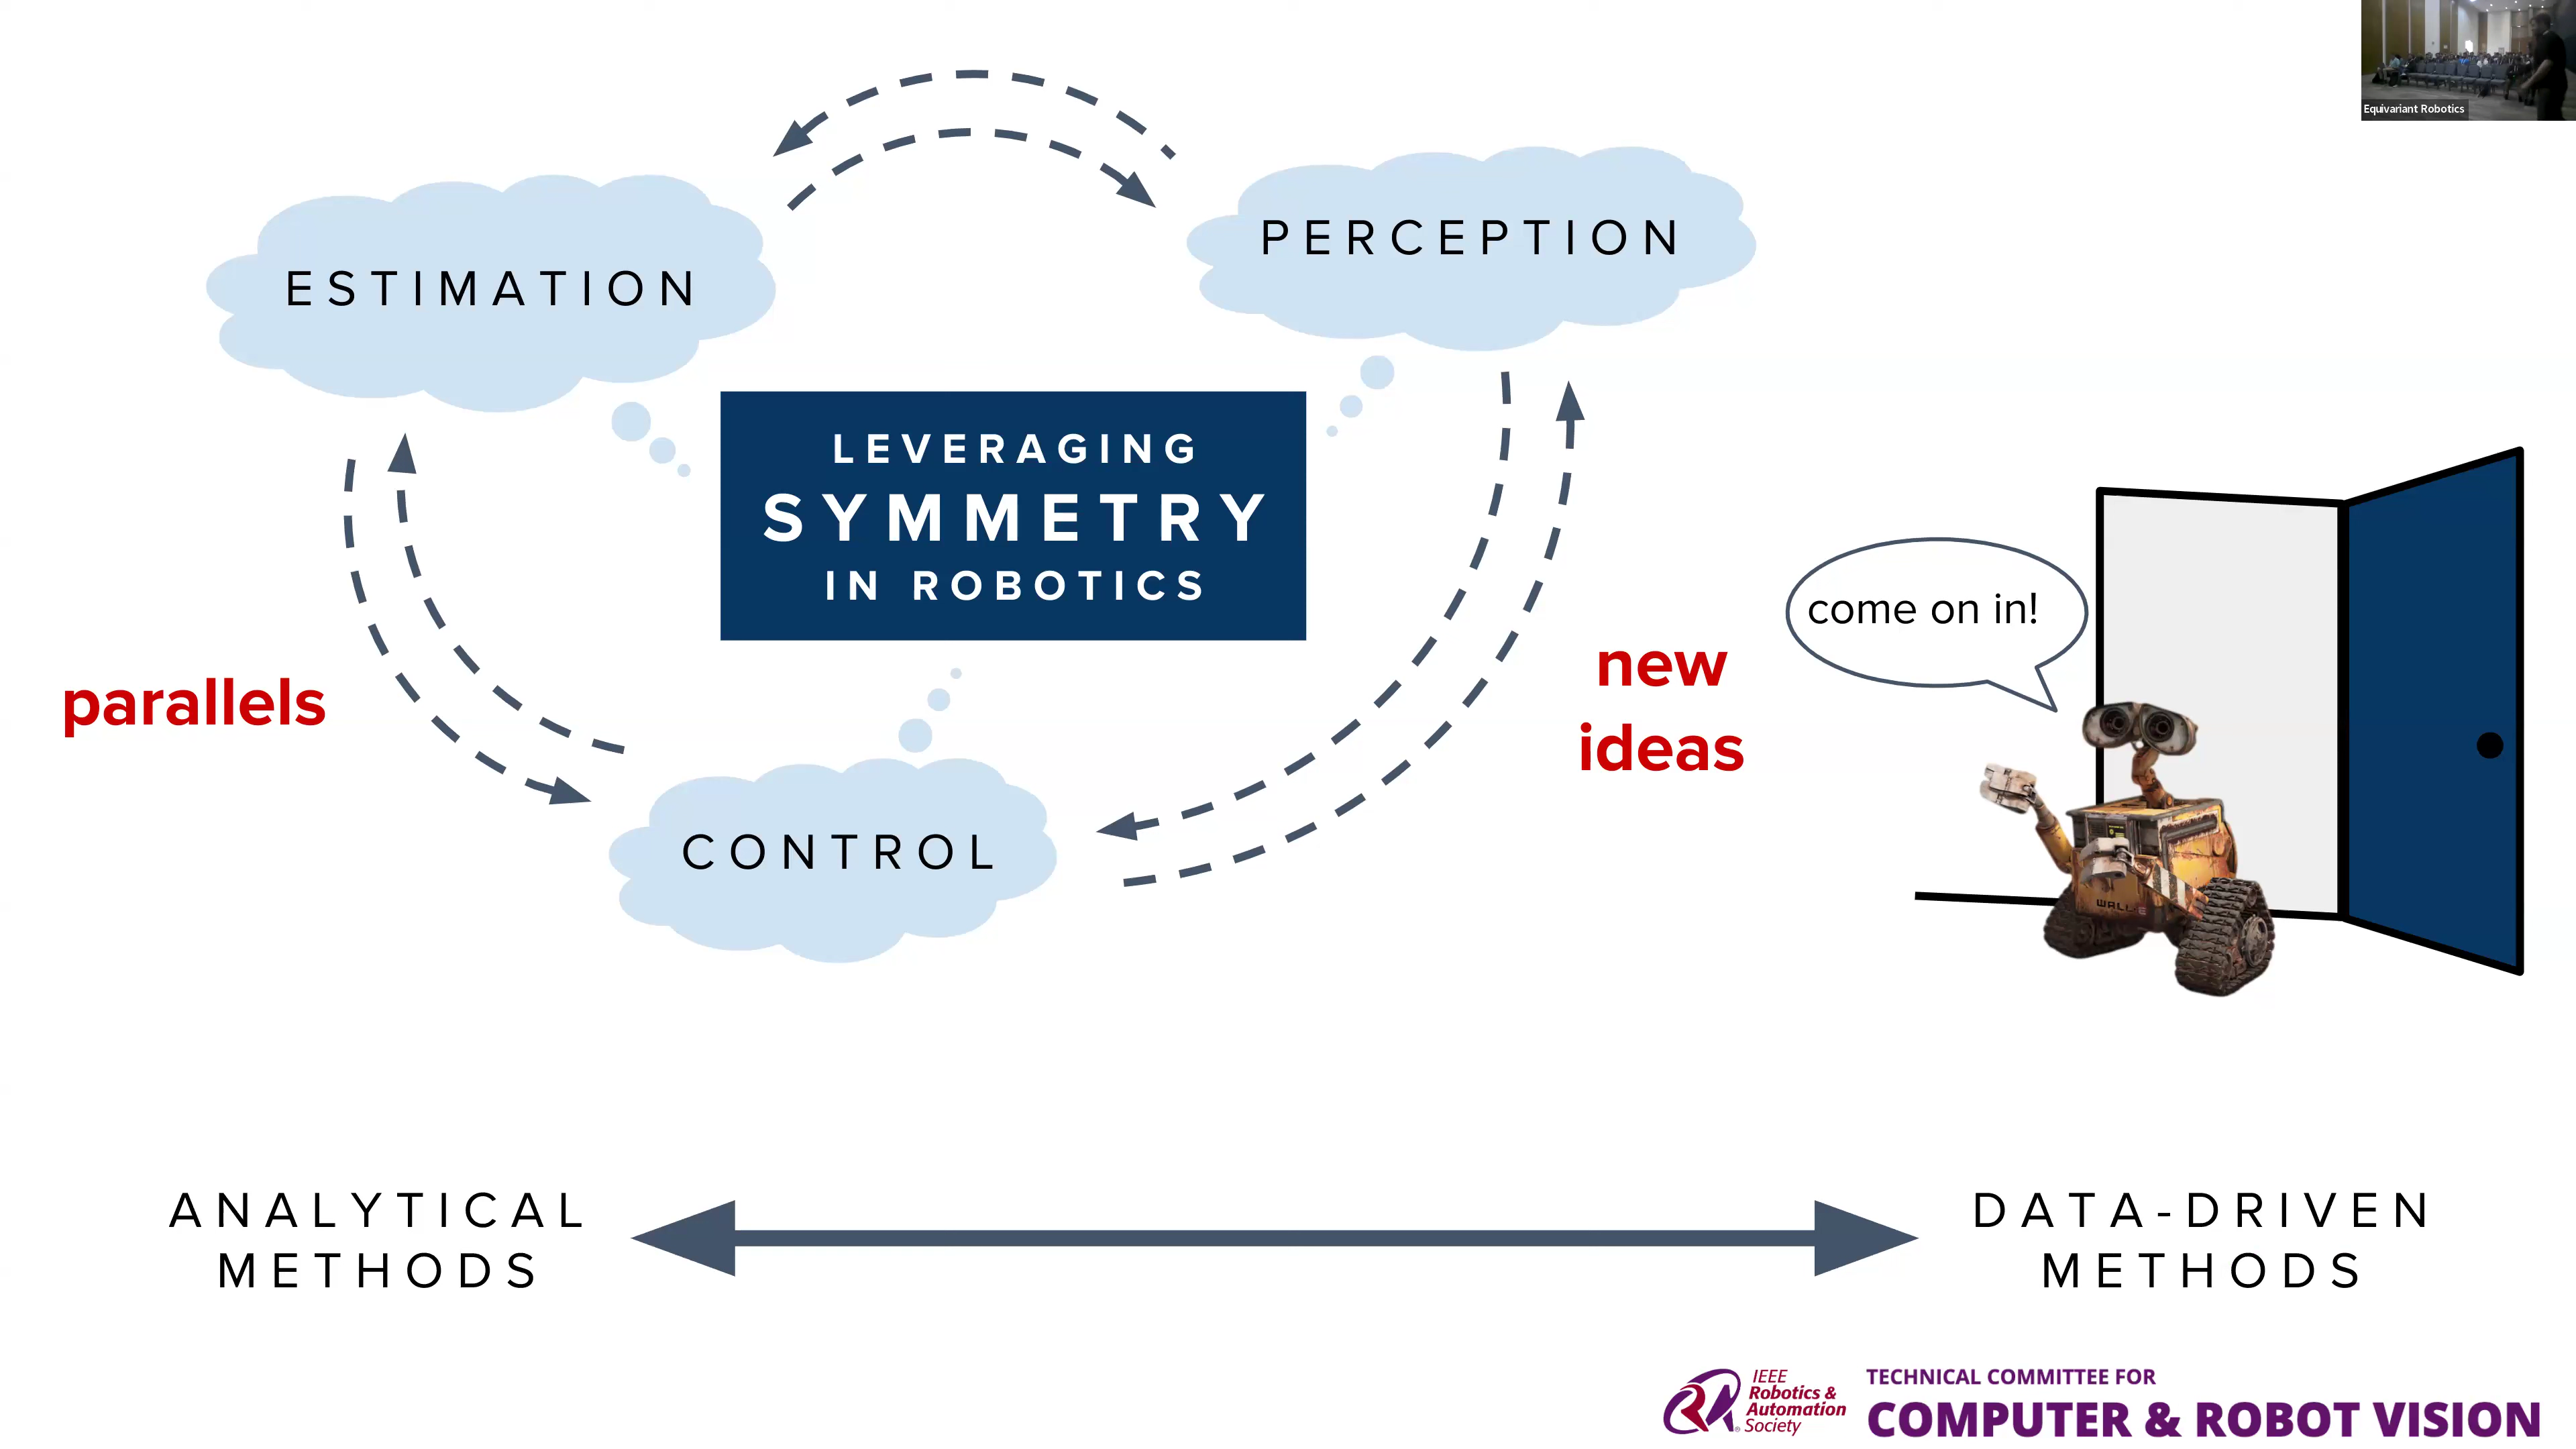 Equivariant Robotics
ESTIMATION
PERCEPTION
LEVERAGING
SYMMETRY
IN ROBOTICS
parallels
new
ideas
come on in!
CONTROL
WALL·E
ANALYTICAL
METHODS
DATA-DRIVEN
METHODS
IEEE
Robotics &
Automation
Society
TECHNICAL COMMITTEE FOR
COMPUTER & ROBOT VISION